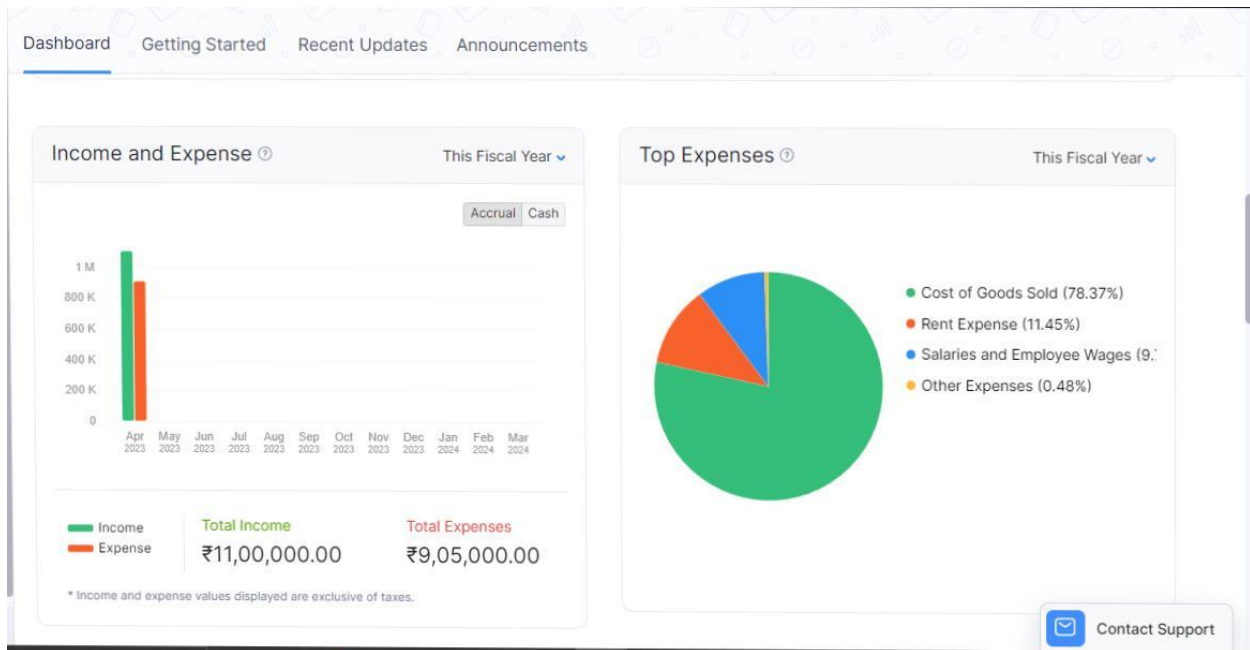 Dashboard Getting Started Recent Updates Announcements
Income and Expense
This Fiscal Year
Accrual Cash
1 M
800 K
600 K
400 K
200 K
0
Apr May Jun Jul Aug Sep Oct Nov Dec Jan Feb Mar
2023 2023 2023 2023 2023 2023 2023 2023 2023 2024 2024 2024
Income
Expense
Total Income
₹11,00,000.00
Total Expenses
₹9,05,000.00
* Income and expense values displayed are exclusive of taxes.
Top Expenses
This Fiscal Year
Cost of Goods Sold (78.37%)
Rent Expense (11.45%)
Salaries and Employee Wages (9.
Other Expenses (0.48%)
Contact Support